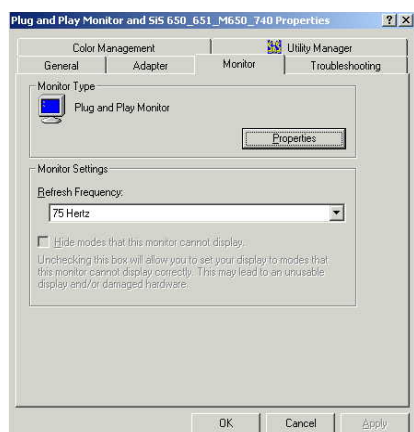 Plug and Play Monitor and SiS 650_651_M650_740 Properties
Color Management
Utility Manager
General
Adapter
Monitor
Troubleshooting
Monitor Type
Plug and Play Monitor
Properties
Monitor Settings
Refresh Frequency:
75 Hertz
Hide modes that this monitor cannot display.
Unchecking this box will allow you to set your display to modes that
this monitor cannot display correctly. This may lead to an unusable
display and/or damaged hardware.
OK
Cancel
Apply